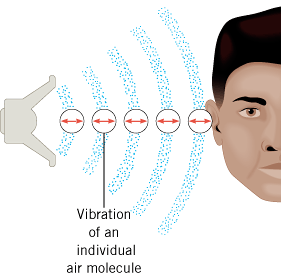 Vibration
of an
individual
air molecule